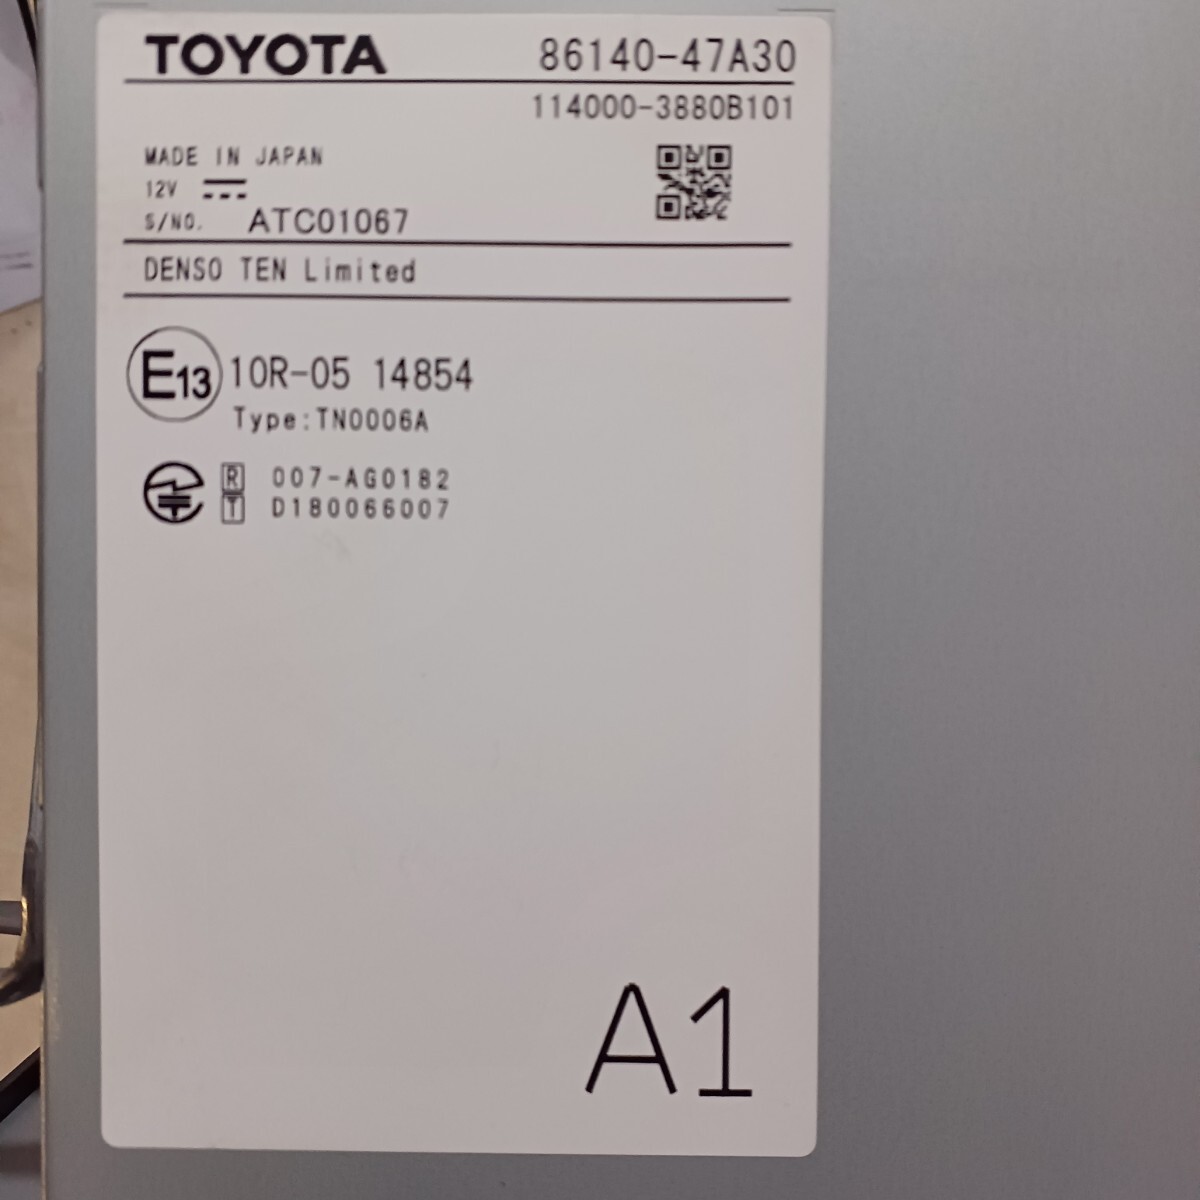 TOYOTA 86140-47A30
114000-3880B101
MADE IN JAPAN
12V
S/NO. ATC01067
DENSO TEN Limited
E13 10R-05 14854
Type:TN0006A
R 007-AG0182
T D180066007
A1